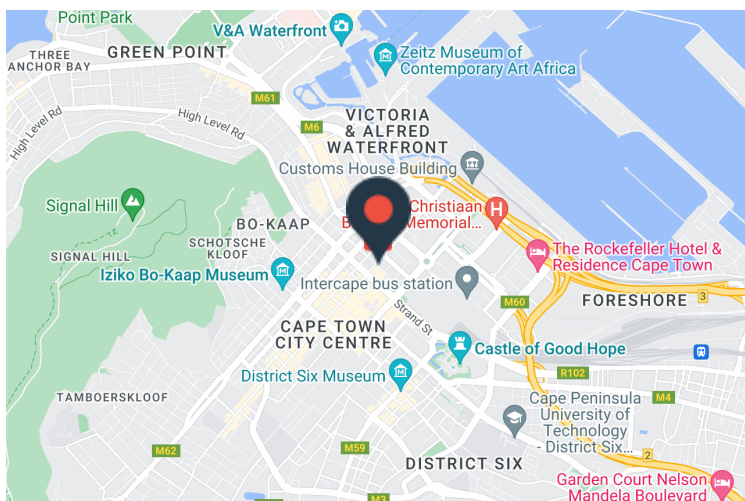 Point Park
V&A Waterfront
GREEN POINT
THREE
ANCHOR BAY
Zeitz Museum of
Contemporary Art Africa
M61
High Level Rd
High Level Rd
M6
VICTORIA
& ALFRED
WATERFRONT
Customs House Building
Signal Hill
Christiaan
Memorial...
H
BO-KAAP
SCHOTSCHE
KLOOF
SIGNAL HILL
Iziko Bo-Kaap Museum
The Rockefeller Hotel &
Residence Cape Town
Intercape bus station
M60
FORESHORE
3
Strand St
CAPE TOWN
CITY CENTRE
Castle of Good Hope
District Six Museum
R102
TAMBOERSKLOOF
Cape Peninsula
University of
Technology
- District Six...
M4
M62
M59
2
DISTRICT SIX
Garden Court Nelson
Mandela Boulevard
M3